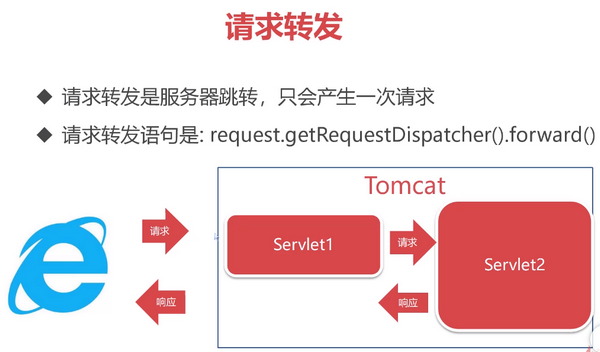 请求转发
请求转发是服务器跳转，只会产生一次请求
请求转发语句是: request.getRequestDispatcher().forward()
Tomcat
请求
Servlet1
请求
Servlet2
响应
响应